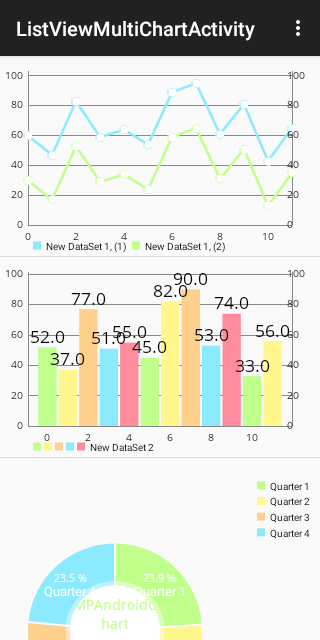 ListViewMultiChartActivity
100 100
80 80
60 60
40 40
20 20
0 0
0 2 4 6 8 10
New DataSet 1, (1) New DataSet 1, (2)
100 100
80 80
60 60
40 40
20 20
0 0
52.0 37.0 77.0 51.0 55.0 45.0 82.0 90.0 53.0 74.0 33.0 56.0
0 2 4 6 8 10
New DataSet 2
Quarter 1
Quarter 2
Quarter 3
Quarter 4
23.5 % 23.9 %
Quarter Quarter 1
MPAndroidC
hart